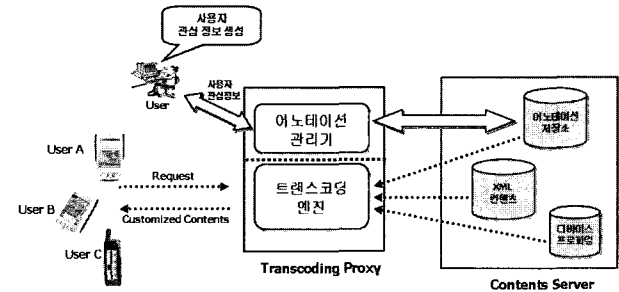 사용자
관심 정보 생성
User
사용자
관심정보
어노테이션
관리기
어노테이션
저장소
User A
Request
User B
Customized Contents
User C
트랜스코딩
엔진
XML
컨텐츠
디바이스
프로파일
Transcoding Proxy
Contents Server